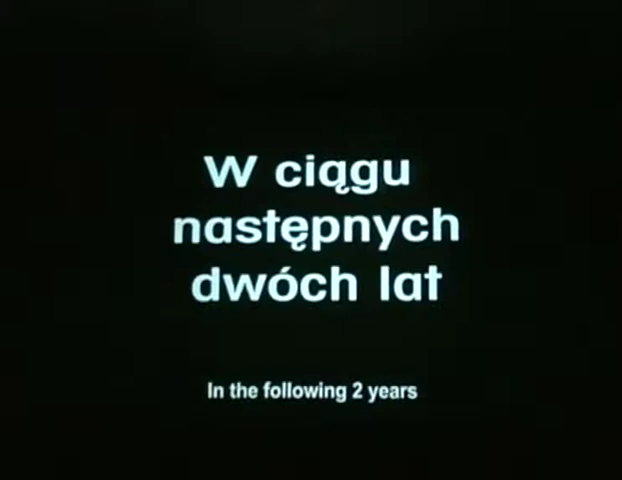 W ciągu
następnych
dwóch lat
In the following 2 years